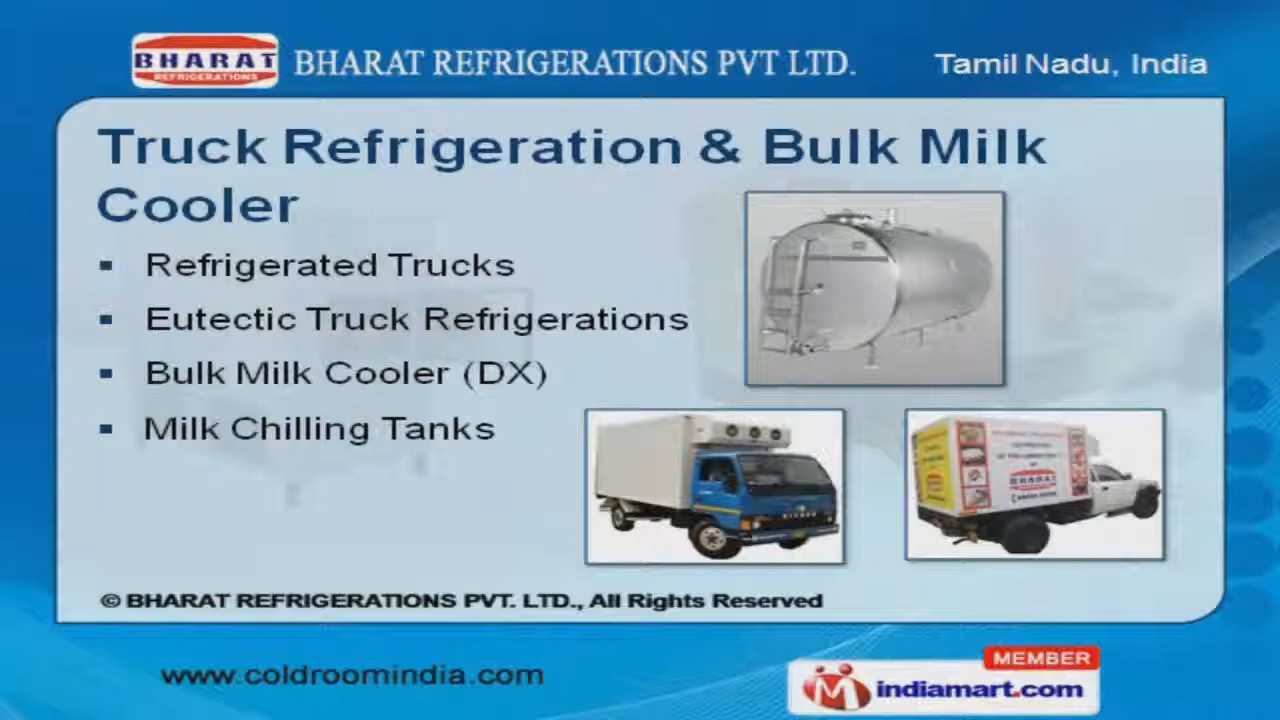 BHARAT
REFRIGERATIONS
BHARAT REFRIGERATIONS PVT LTD.
Tamil Nadu, India
Truck Refrigeration & Bulk Milk
Cooler
▪ Refrigerated Trucks
▪ Eutectic Truck Refrigerations
▪ Bulk Milk Cooler (DX)
▪ Milk Chilling Tanks
BHARAT
© BHARAT REFRIGERATIONS PVT. LTD., All Rights Reserved
www.coldroomindia.com
MEMBER
indiamart.com